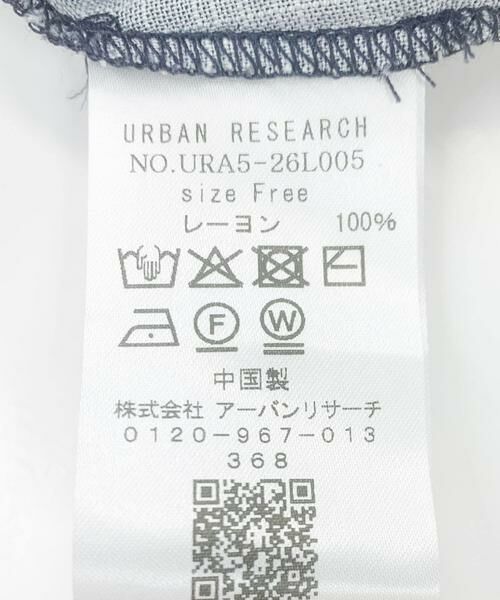 URBAN RESEARCH
NO.URA5-26L005
size Free
レーヨン 100%
F W
中国製
株式会社 アーバンリサーチ
0120-967-013
368